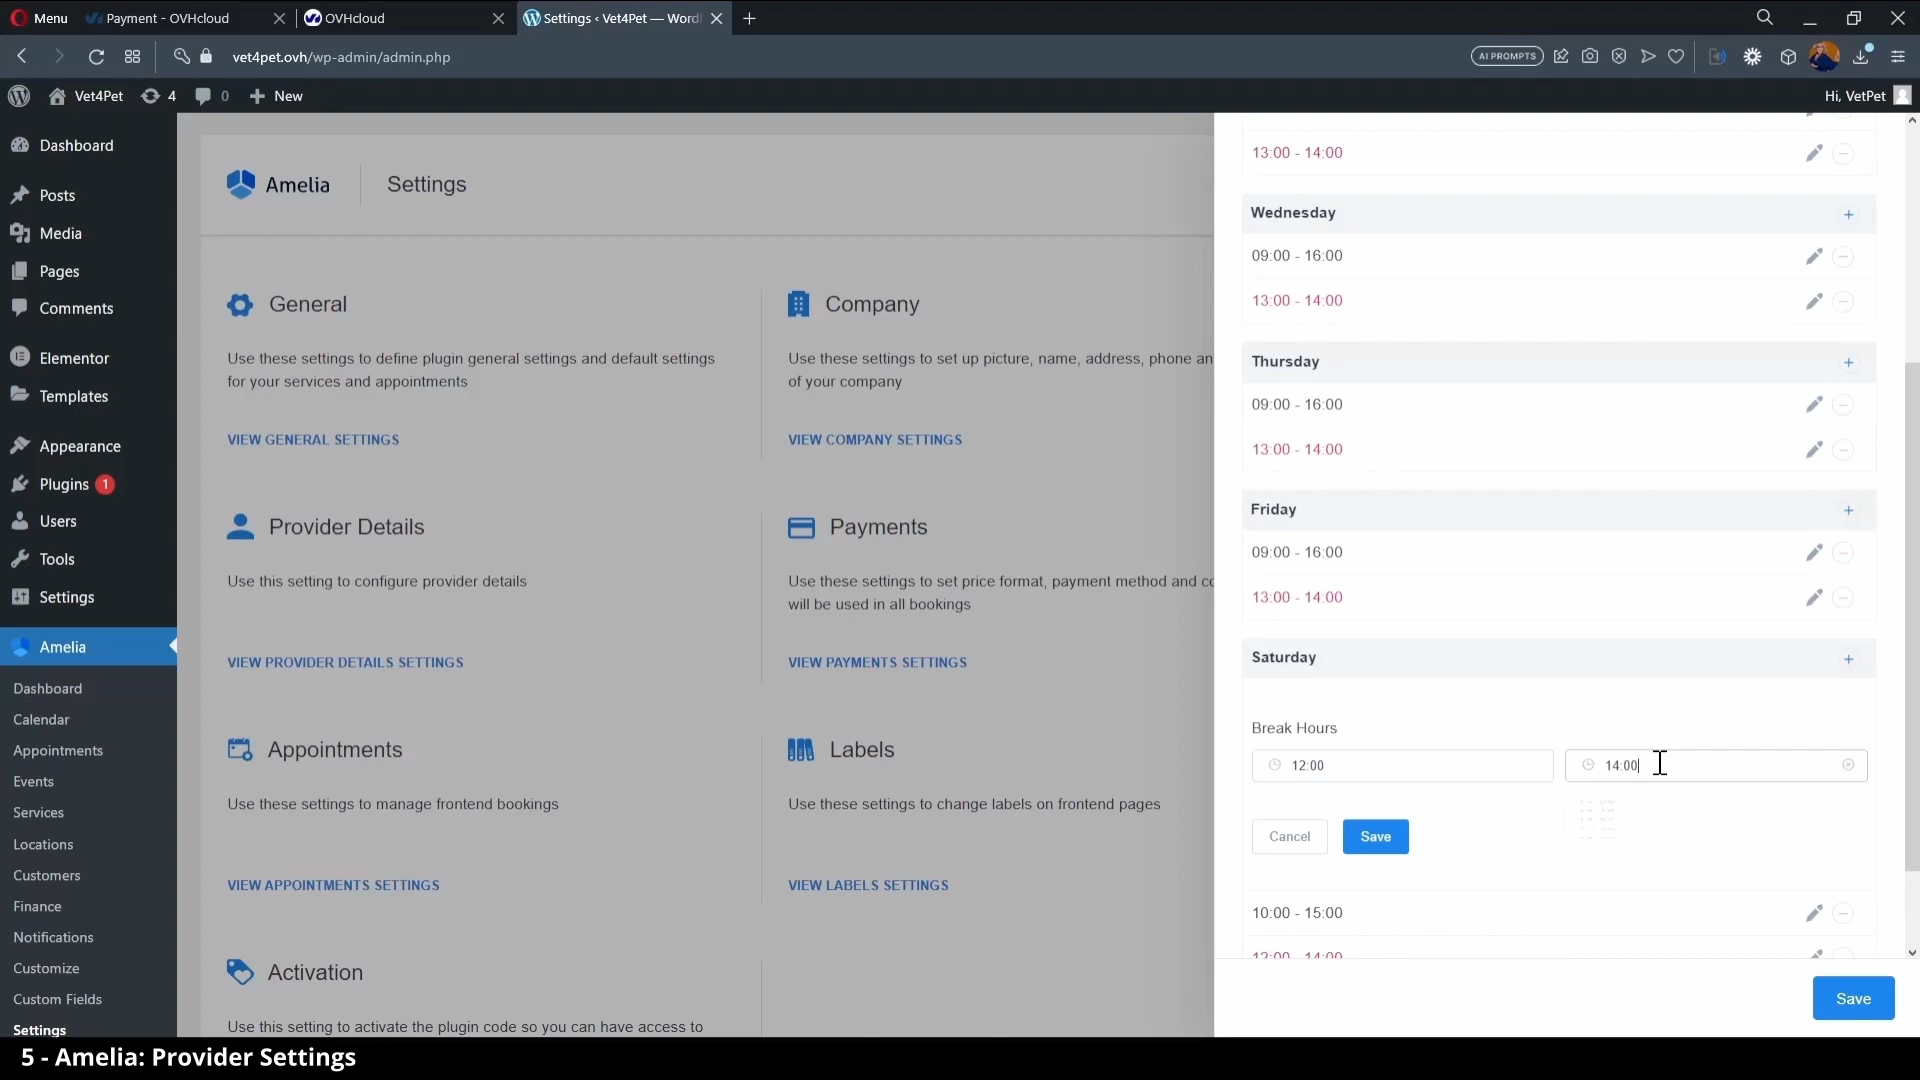 Menu
Payment - OVHcloud
OVHcloud
Settings ‹ Vet4Pet — Word
vet4pet.ovh/wp-admin/admin.php
AI PROMPTS
Vet4Pet
4
0
New
Hi, VetPet
Dashboard
Posts
Media
Pages
Comments
Elementor
Templates
Appearance
Plugins 1
Users
Tools
Settings
Amelia
Dashboard
Calendar
Appointments
Events
Services
Locations
Customers
Finance
Notifications
Customize
Custom Fields
Settings
Amelia
Settings
General
Use these settings to define plugin general settings and default settings
for your services and appointments
VIEW GENERAL SETTINGS
Company
Use these settings to set up picture, name, address, phone an
of your company
VIEW COMPANY SETTINGS
Provider Details
Use this setting to configure provider details
VIEW PROVIDER DETAILS SETTINGS
Payments
Use these settings to set price format, payment method and co
will be used in all bookings
VIEW PAYMENTS SETTINGS
Appointments
Use these settings to manage frontend bookings
VIEW APPOINTMENTS SETTINGS
Labels
Use these settings to change labels on frontend pages
VIEW LABELS SETTINGS
Activation
Use this setting to activate the plugin code so you can have access to
13:00 - 14:00
Wednesday
09:00 - 16:00
13:00 - 14:00
Thursday
09:00 - 16:00
13:00 - 14:00
Friday
09:00 - 16:00
13:00 - 14:00
Saturday
Break Hours
12:00
14:00
Cancel
Save
10:00 - 15:00
12:00 - 14:00
Save
5 - Amelia: Provider Settings